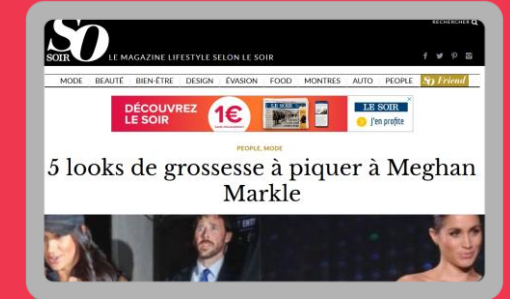 RECHERCHER
SO
SOIR
LE MAGAZINE LIFESTYLE SELON LE SOIR
MODE BEAUTÉ BIEN-ÊTRE DESIGN ÉVASION FOOD MONTRES AUTO PEOPLE So Friend
DÉCOUVREZ
LE SOIR
1€
LE SOIR
J'en profite
PEOPLE, MODE
5 looks de grossesse à piquer à Meghan
Markle